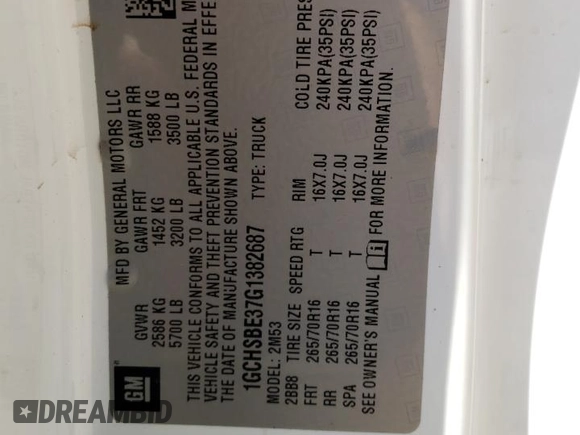 MFD BY GENERAL MOTORS LLC
GVWR GAWR FRT GAWR RR
2586 KG 1452 KG 1588 KG
5700 LB 3200 LB 3500 LB
THIS VEHICLE CONFORMS TO ALL APPLICABLE U.S. FEDERAL M
VEHICLE SAFETY AND THEFT PREVENTION STANDARDS IN EFFE
THE DATE OF MANUFACTURE SHOWN ABOVE.
1GCHSBE37G1382687 TYPE: TRUCK
MODEL: 2M53
2BB8 TIRE SIZE SPEED RTG RIM COLD TIRE PRES
FRT 265/70R16 T 16X7.0J 240KPA(35PSI)
RR 265/70R16 T 16X7.0J 240KPA(35PSI)
SPA 265/70R16 T 16X7.0J 240KPA(35PSI)
SEE OWNER'S MANUAL FOR MORE INFORMATION.
GM
DREAMBID